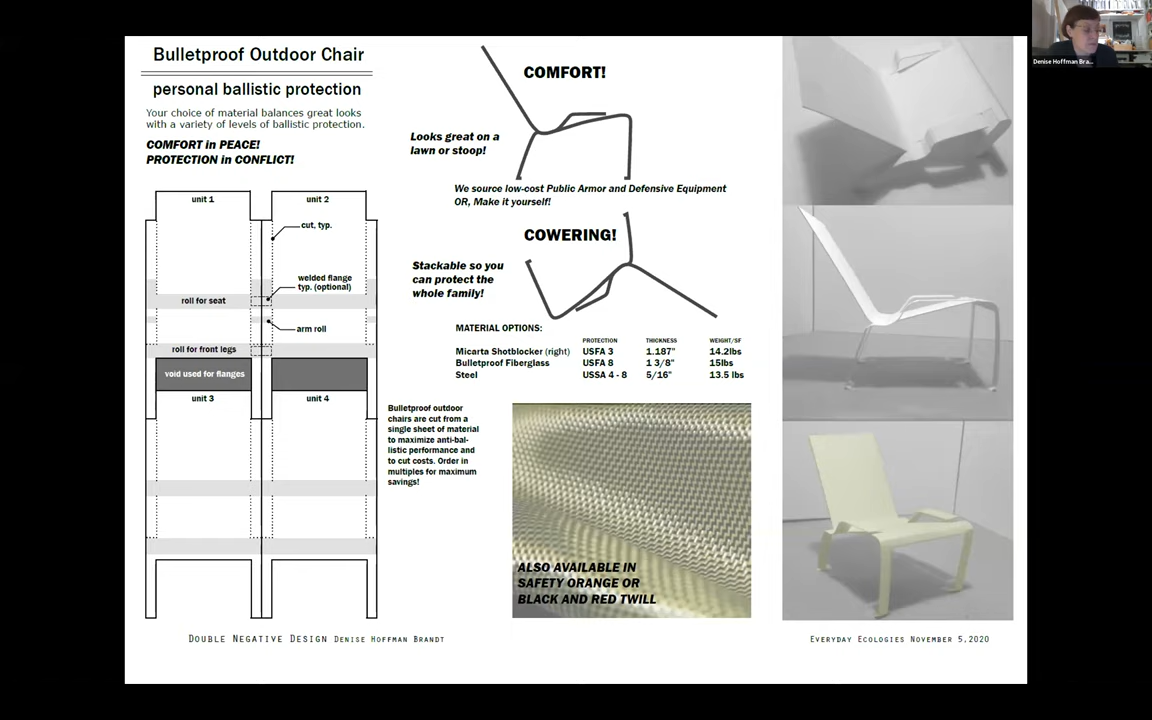 Bulletproof Outdoor Chair
personal ballistic protection
Your choice of material balances great looks
with a variety of levels of ballistic protection.
COMFORT in PEACE!
PROTECTION in CONFLICT!
unit 1
unit 2
cut, typ.
welded flange
typ. (optional)
roll for seat
arm roll
roll for front legs
void used for flanges
unit 3
unit 4
Bulletproof outdoor
chairs are cut from a
single sheet of material
to maximize anti-bal-
listic performance and
to cut costs. Order in
multiples for maximum
savings!
COMFORT!
Looks great on a
lawn or stoop!
We source low-cost Public Armor and Defensive Equipment
OR, Make it yourself!
COWERING!
Stackable so you
can protect the
whole family!
MATERIAL OPTIONS:
PROTECTION THICKNESS WEIGHT/SF
Micarta Shotblocker (right) USFA 3 1.187" 14.2lbs
Bulletproof Fiberglass USFA 8 1 3/8" 15lbs
Steel USSA 4 - 8 5/16" 13.5 lbs
ALSO AVAILABLE IN
SAFETY ORANGE OR
BLACK AND RED TWILL
Double Negative Design Denise Hoffman Brandt
Everyday Ecologies November 5,2020
Denise Hoffman Bra...